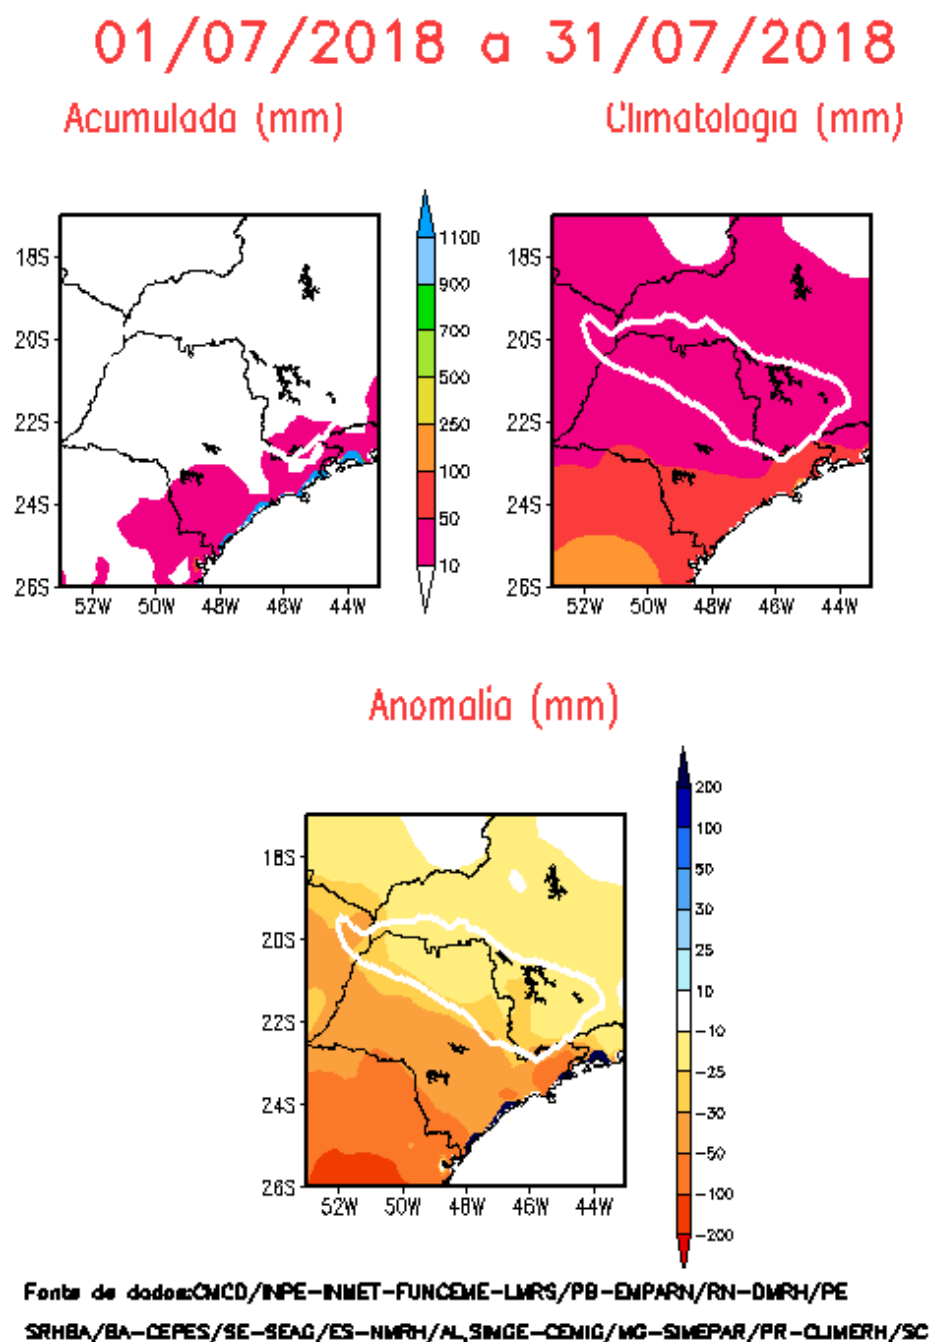 01/07/2018 a 31/07/2018
Acumulada (mm)
Climatologia (mm)
18S
20S
22S
24S
26S
52W 50W 48W 46W 44W
1100
900
700
500
250
100
50
10
18S
20S
22S
24S
26S
52W 50W 48W 46W 44W
Anomalia (mm)
18S
20S
22S
24S
26S
52W 50W 48W 46W 44W
200
100
50
30
25
10
-10
-25
-30
-50
-100
-200
Fonte de dados:CMCD/INPE-INMET-FUNCEME-LMRS/PB-EMPARN/RN-DMRH/PE
SRHBA/BA-CEPES/SE-SEAG/ES-NMRH/AL,SIMGE-CEMIG/MG-SIMEPAR/PR-CLIMERH/SC